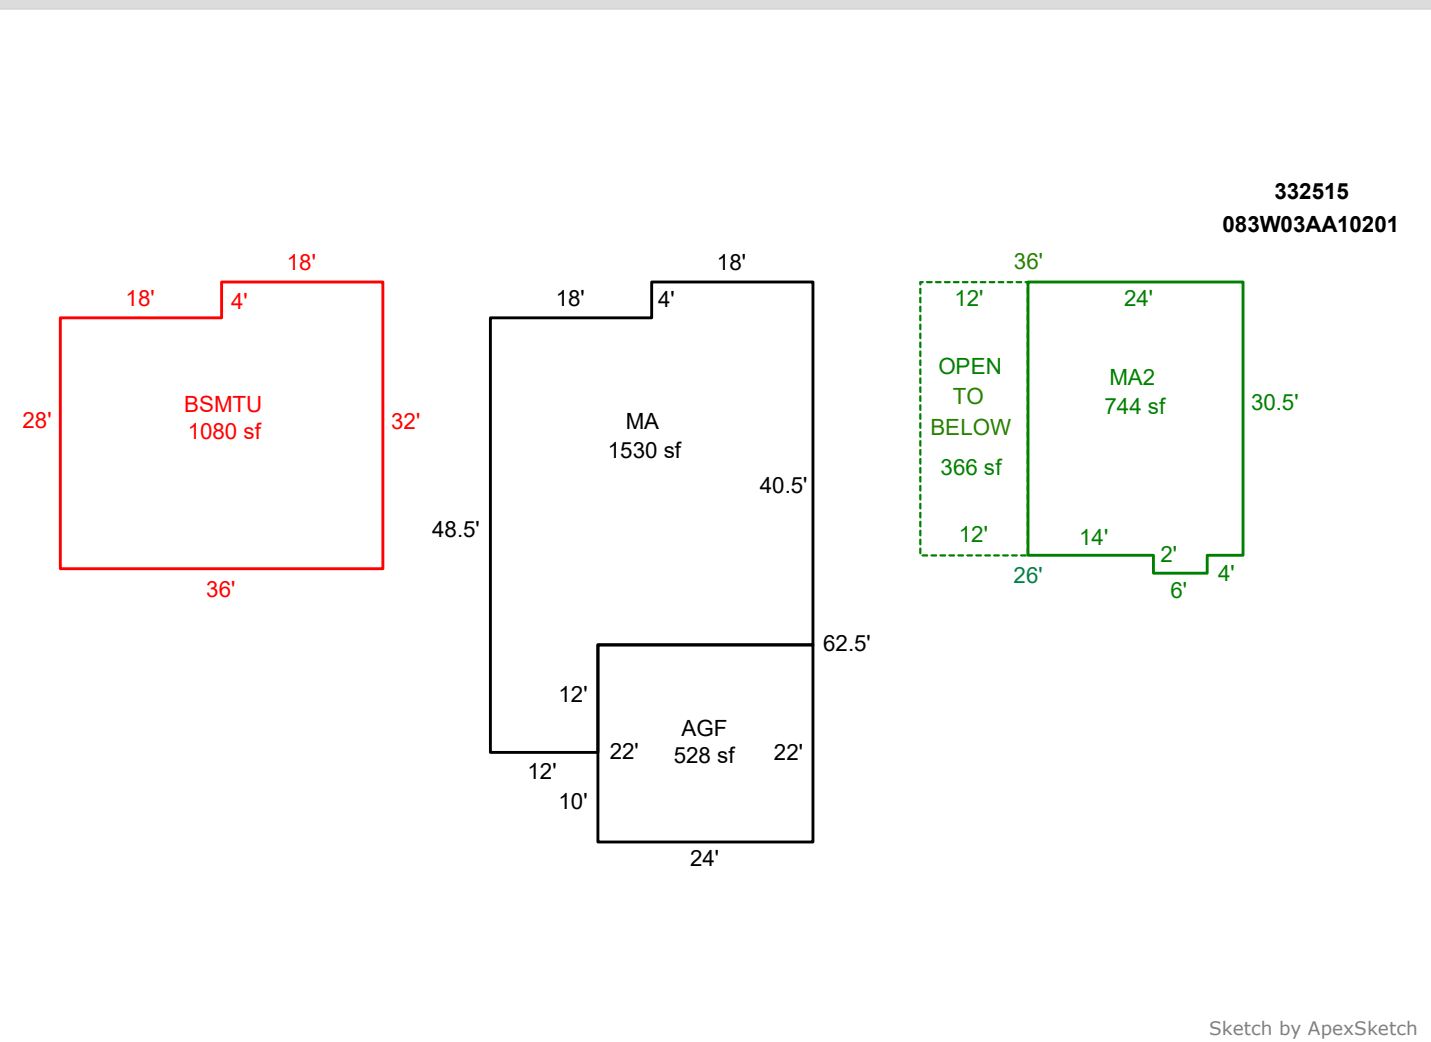 332515
083W03AA10201
18'
18'
4'
BSMTU
1080 sf
28'
32'
36'
18'
18'
4'
MA
1530 sf
40.5'
48.5'
62.5'
12'
AGF
528 sf
22'
22'
12'
10'
24'
36'
12'
24'
OPEN
TO
BELOW
366 sf
MA2
744 sf
30.5'
12'
14'
2'
4'
26'
6'
Sketch by ApexSketch